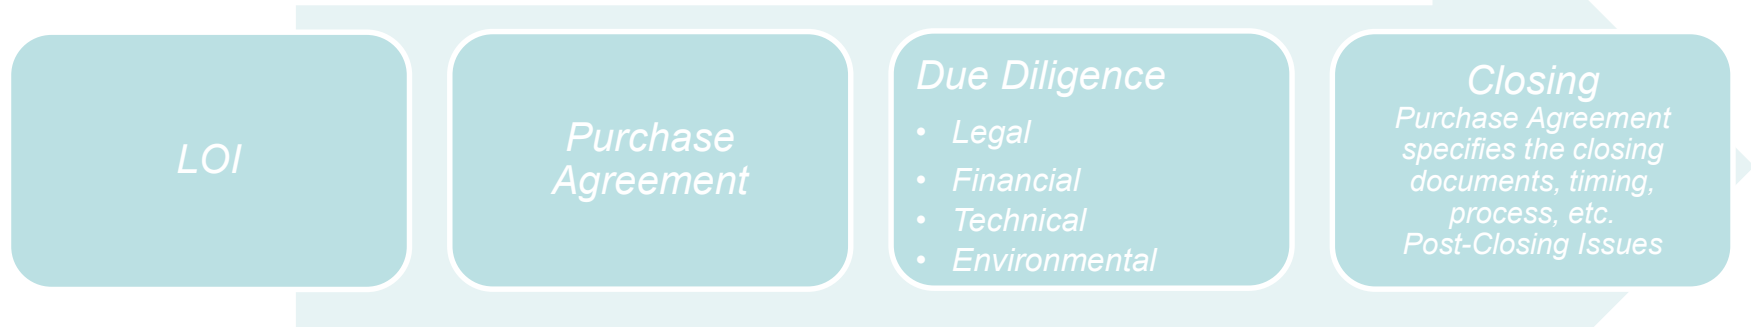 LOI
Purchase
Agreement
Due Diligence
• Legal
• Financial
• Technical
• Environmental
Closing
Purchase Agreement
specifies the closing
documents, timing,
process, etc.
Post-Closing Issues